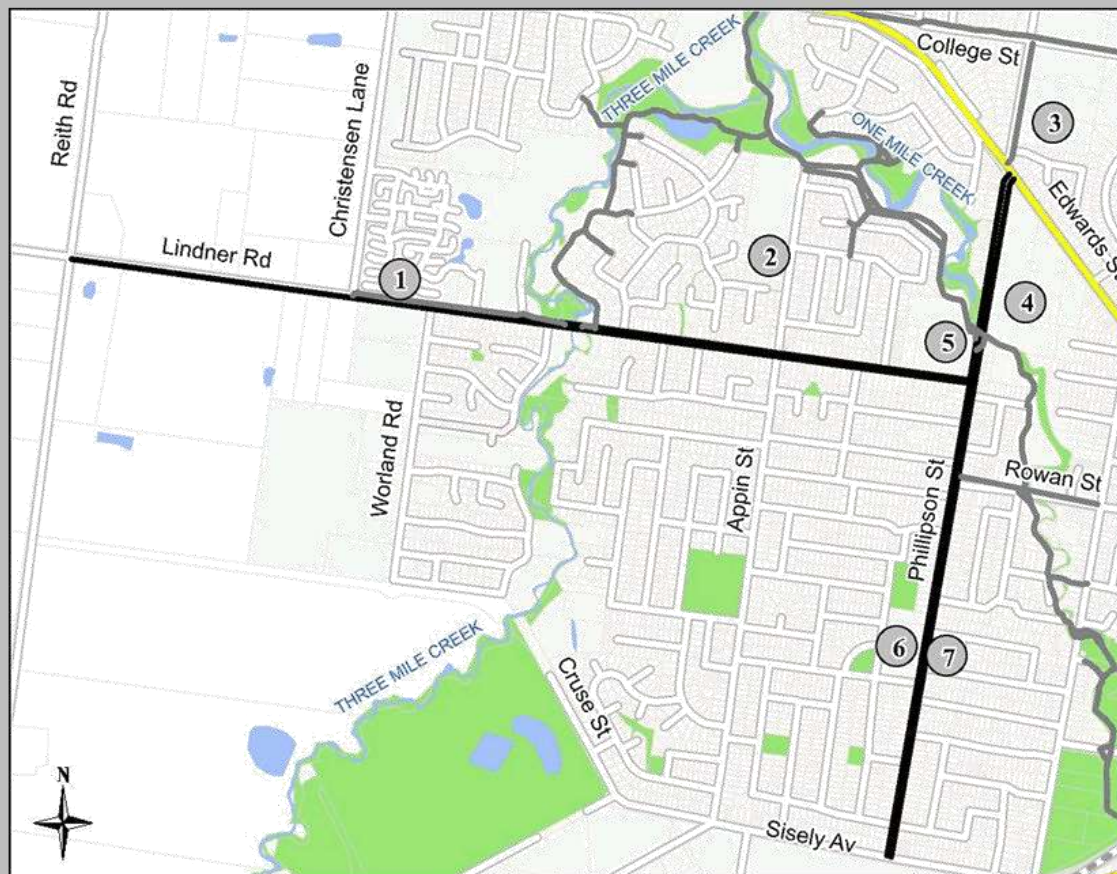 THREE MILE CREEK
College St
Reith Rd
Christensen Lane
3
ONE MILE CREEK
Edwards St
Lindner Rd
1
2
4
5
Worland Rd
Appin St
Phillipson St
Rowan St
THREE MILE CREEK
Cruse St
6
7
N
Sisely Av